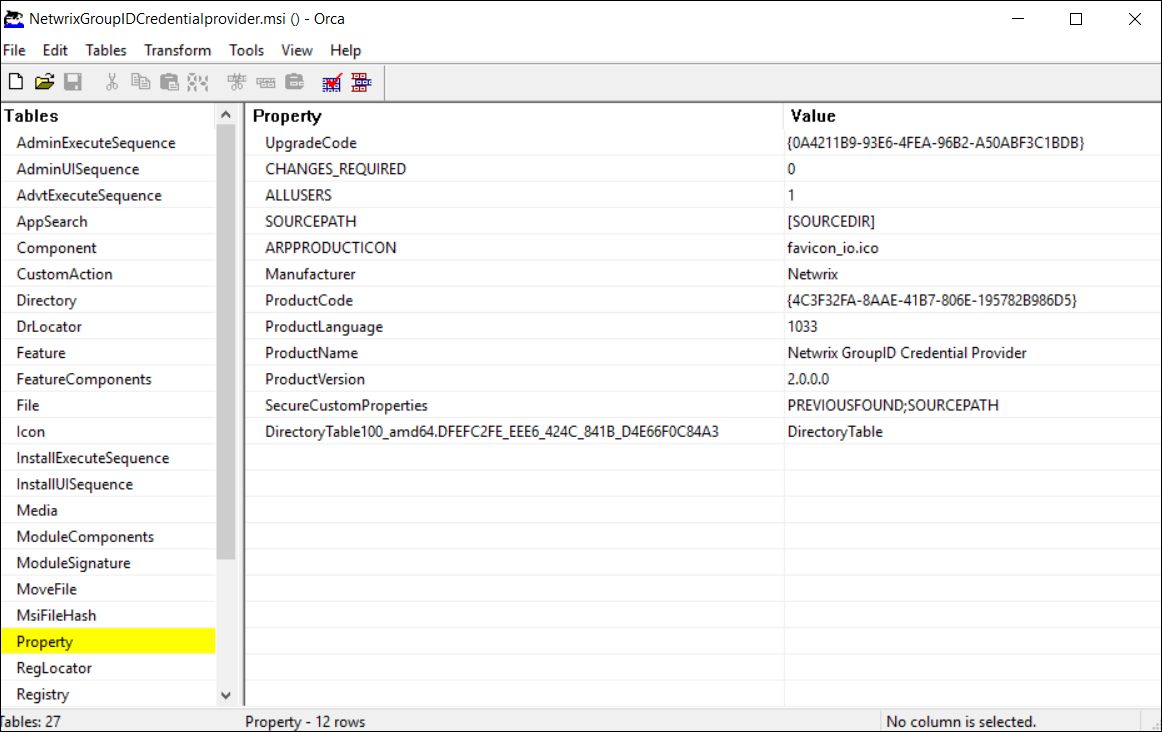 NetwrixGroupIDCredentialprovider.msi () - Orca
File Edit Tables Transform Tools View Help
Tables Property Value
AdminExecuteSequence UpgradeCode {0A4211B9-93E6-4FEA-96B2-A50ABF3C1BDB}
AdminUISequence CHANGES_REQUIRED 0
AdvtExecuteSequence ALLUSERS 1
AppSearch SOURCEPATH [SOURCEDIR]
Component ARPPRODUCTICON favicon_io.ico
CustomAction Manufacturer Netwrix
Directory ProductCode {4C3F32FA-8AAE-41B7-806E-195782B986D5}
DrLocator ProductLanguage 1033
Feature ProductName Netwrix GroupID Credential Provider
FeatureComponents ProductVersion 2.0.0.0
File SecureCustomProperties PREVIOUSFOUND;SOURCEPATH
Icon DirectoryTable100_amd64.DFEFC2FE_EEE6_424C_841B_D4E66F0C84A3 DirectoryTable
InstallExecuteSequence
InstallUISequence
Media
ModuleComponents
ModuleSignature
MoveFile
MsiFileHash
Property
RegLocator
Registry
Tables: 27 Property - 12 rows No column is selected.